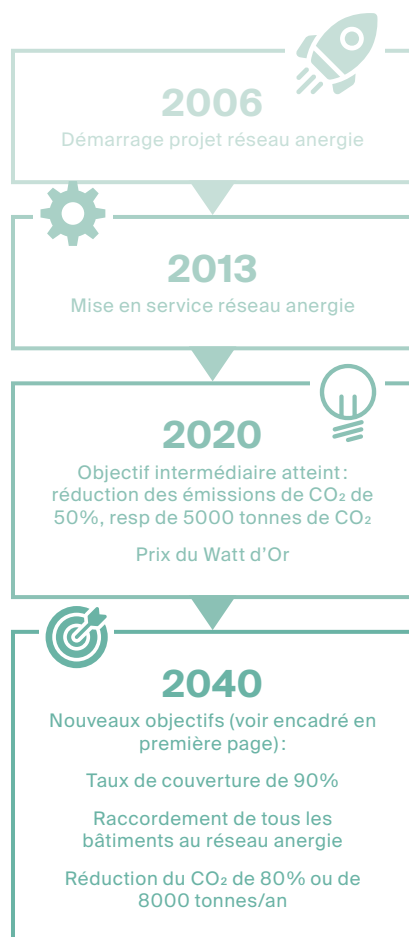 2006
Démarrage projet réseau anergie
2013
Mise en service réseau anergie
2020
Objectif intermédiaire atteint :
réduction des émissions de CO₂ de
50%, resp de 5000 tonnes de CO₂
Prix du Watt d’Or
2040
Nouveaux objectifs (voir encadré en
première page) :
Taux de couverture de 90%
Raccordement de tous les
bâtiments au réseau anergie
Réduction du CO₂ de 80% ou de
8000 tonnes/an